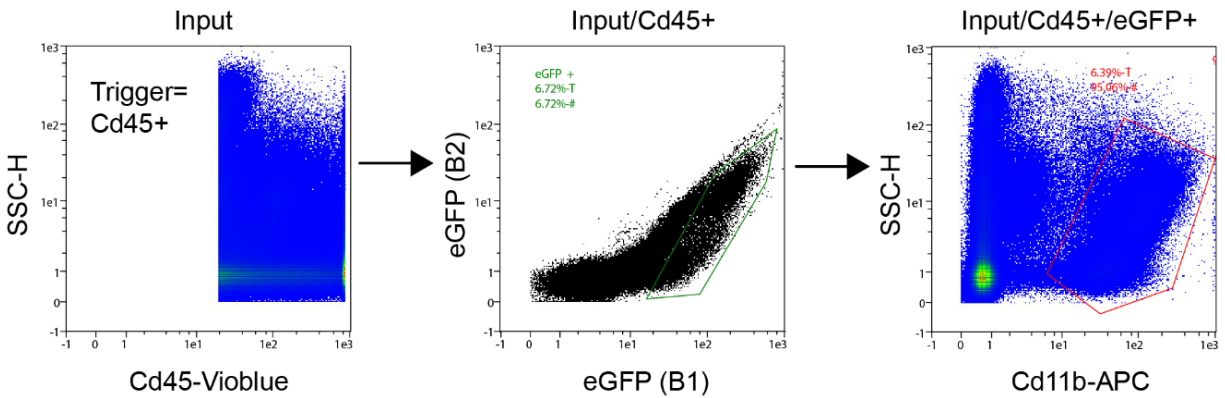 Input
Input/Cd45+
Input/Cd45+/eGFP+
Trigger=
Cd45+
eGFP +
6.72%-T
6.72%-#
6.39%-T
95.06%-#
SSC-H
1e3
1e2
1e1
1
0
-1
-1 0 1 1e1 1e2 1e3
Cd45-Vioblue
eGFP (B2)
1e3
1e2
1e1
1
0
-1
-1 0 1 1e1 1e2 1e3
eGFP (B1)
SSC-H
1e3
1e2
1e1
1
0
-1
-1 0 1 1e1 1e2 1e3
Cd11b-APC